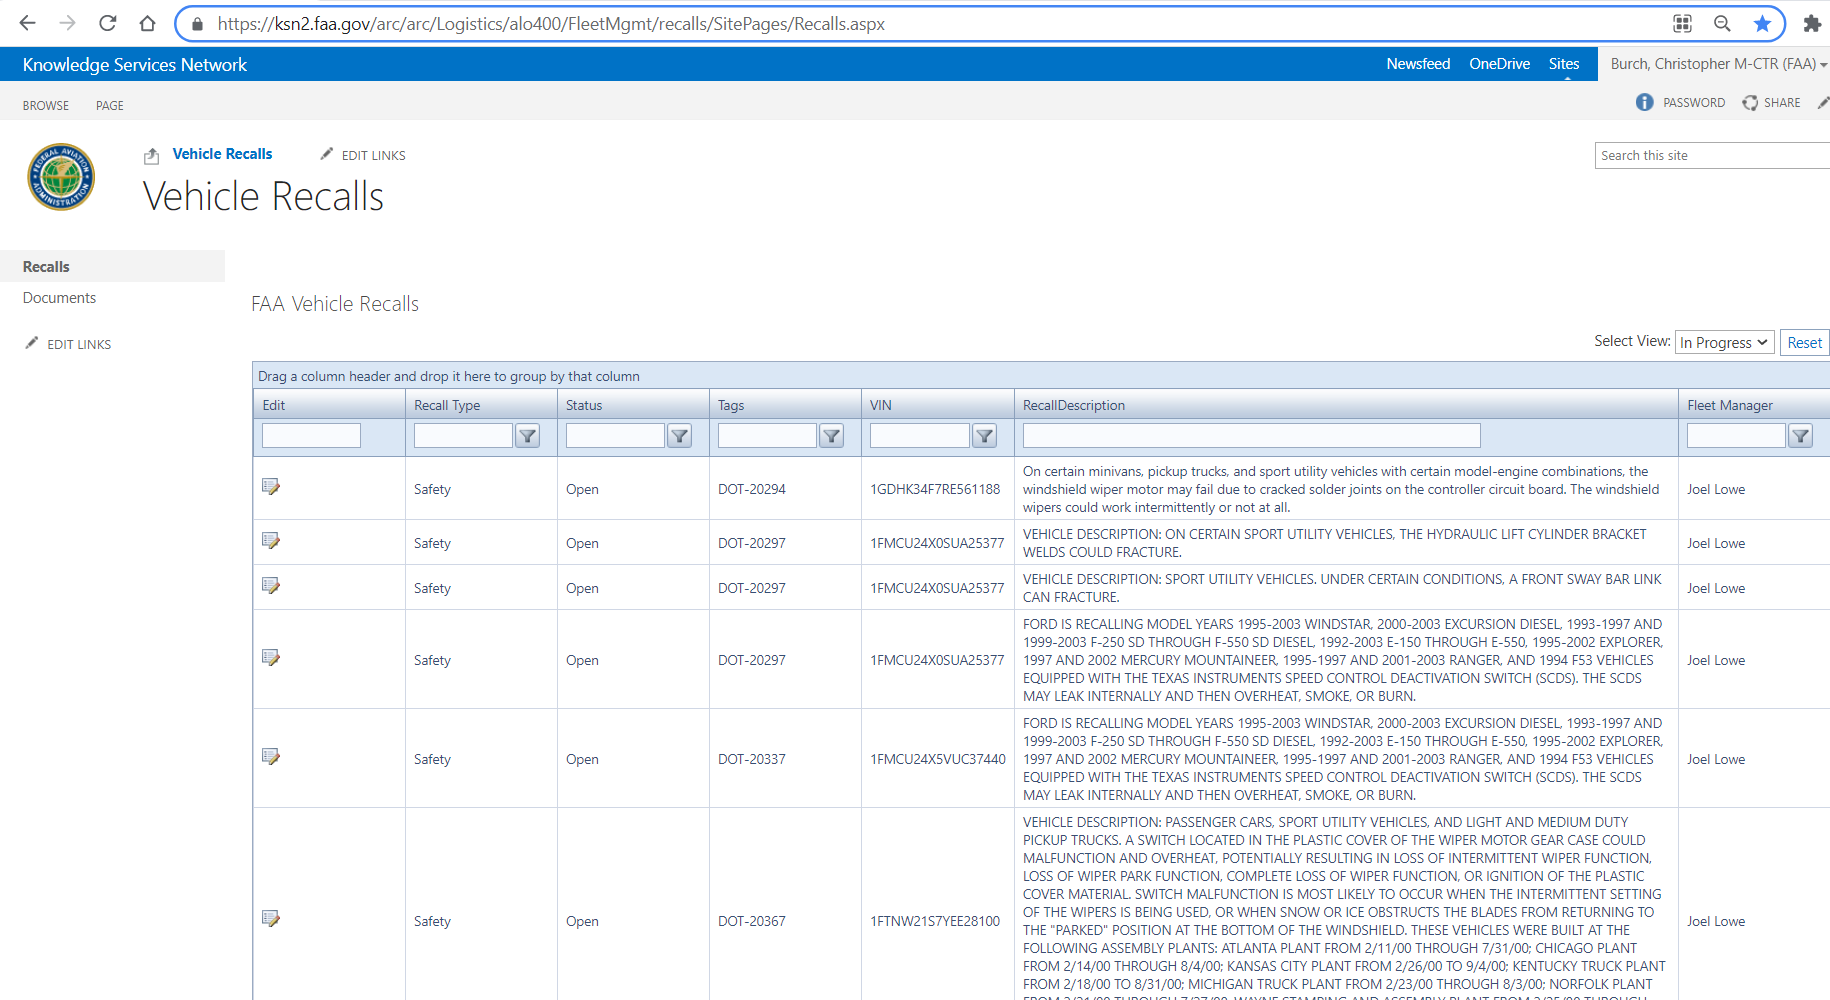 https://ksn2.faa.gov/arc/arc/Logistics/alo400/FleetMgmt/recalls/SitePages/Recalls.aspx
Knowledge Services Network
Newsfeed OneDrive Sites Burch, Christopher M-CTR (FAA)
BROWSE PAGE
PASSWORD SHARE
FEDERAL AVIATION ADMINISTRATION
Vehicle Recalls EDIT LINKS
Search this site
Vehicle Recalls
Recalls
Documents
EDIT LINKS
FAA Vehicle Recalls
Select View: In Progress Reset
Drag a column header and drop it here to group by that column
Edit Recall Type Status Tags VIN RecallDescription Fleet Manager
Safety Open DOT-20294 1GDHK34F7RE561188
On certain minivans, pickup trucks, and sport utility vehicles with certain model-engine combinations, the
windshield wiper motor may fail due to cracked solder joints on the controller circuit board. The windshield
wipers could work intermittently or not at all.
Joel Lowe
Safety Open DOT-20297 1FMCU24X0SUA25377
VEHICLE DESCRIPTION: ON CERTAIN SPORT UTILITY VEHICLES, THE HYDRAULIC LIFT CYLINDER BRACKET
WELDS COULD FRACTURE.
Joel Lowe
Safety Open DOT-20297 1FMCU24X0SUA25377
VEHICLE DESCRIPTION: SPORT UTILITY VEHICLES. UNDER CERTAIN CONDITIONS, A FRONT SWAY BAR LINK
CAN FRACTURE.
Joel Lowe
Safety Open DOT-20297 1FMCU24X0SUA25377
FORD IS RECALLING MODEL YEARS 1995-2003 WINDSTAR, 2000-2003 EXCURSION DIESEL, 1993-1997 AND
1999-2003 F-250 SD THROUGH F-550 SD DIESEL, 1992-2003 E-150 THROUGH E-550, 1995-2002 EXPLORER,
1997 AND 2002 MERCURY MOUNTAINEER, 1995-1997 AND 2001-2003 RANGER, AND 1994 F53 VEHICLES
EQUIPPED WITH THE TEXAS INSTRUMENTS SPEED CONTROL DEACTIVATION SWITCH (SCDS). THE SCDS
MAY LEAK INTERNALLY AND THEN OVERHEAT, SMOKE, OR BURN.
Joel Lowe
Safety Open DOT-20337 1FMCU24X5VUC37440
FORD IS RECALLING MODEL YEARS 1995-2003 WINDSTAR, 2000-2003 EXCURSION DIESEL, 1993-1997 AND
1999-2003 F-250 SD THROUGH F-550 SD DIESEL, 1992-2003 E-150 THROUGH E-550, 1995-2002 EXPLORER,
1997 AND 2002 MERCURY MOUNTAINEER, 1995-1997 AND 2001-2003 RANGER, AND 1994 F53 VEHICLES
EQUIPPED WITH THE TEXAS INSTRUMENTS SPEED CONTROL DEACTIVATION SWITCH (SCDS). THE SCDS
MAY LEAK INTERNALLY AND THEN OVERHEAT, SMOKE, OR BURN.
Joel Lowe
Safety Open DOT-20367 1FTNW21S7YEE28100
VEHICLE DESCRIPTION: PASSENGER CARS, SPORT UTILITY VEHICLES, AND LIGHT AND MEDIUM DUTY
PICKUP TRUCKS. A SWITCH LOCATED IN THE PLASTIC COVER OF THE WIPER MOTOR GEAR CASE COULD
MALFUNCTION AND OVERHEAT, POTENTIALLY RESULTING IN LOSS OF INTERMITTENT WIPER FUNCTION,
LOSS OF WIPER PARK FUNCTION, COMPLETE LOSS OF WIPER FUNCTION, OR IGNITION OF THE PLASTIC
COVER MATERIAL. SWITCH MALFUNCTION IS MOST LIKELY TO OCCUR WHEN THE INTERMITTENT SETTING
OF THE WIPERS IS BEING USED, OR WHEN SNOW OR ICE OBSTRUCTS THE BLADES FROM RETURNING TO
THE "PARKED" POSITION AT THE BOTTOM OF THE WINDSHIELD. THESE VEHICLES WERE BUILT AT THE
FOLLOWING ASSEMBLY PLANTS: ATLANTA PLANT FROM 2/11/00 THROUGH 7/31/00; CHICAGO PLANT
FROM 2/14/00 THROUGH 8/4/00; KANSAS CITY PLANT FROM 2/26/00 TO 9/4/00; KENTUCKY TRUCK PLANT
FROM 2/18/00 TO 8/31/00; MICHIGAN TRUCK PLANT FROM 2/23/00 THROUGH 8/3/00; NORFOLK PLANT
Joel Lowe